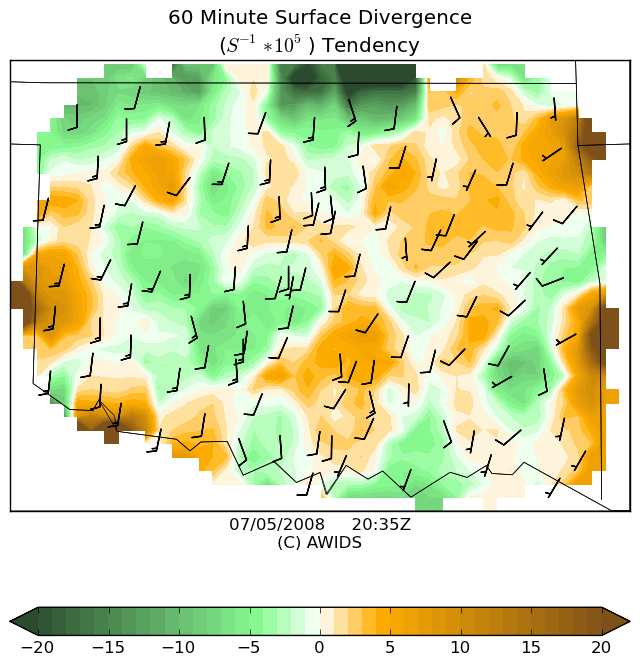 60 Minute Surface Divergence
(S⁻¹ * 10⁵ ) Tendency
07/05/2008 20:35Z
(C) AWIDS
−20 −15 −10 −5 0 5 10 15 20